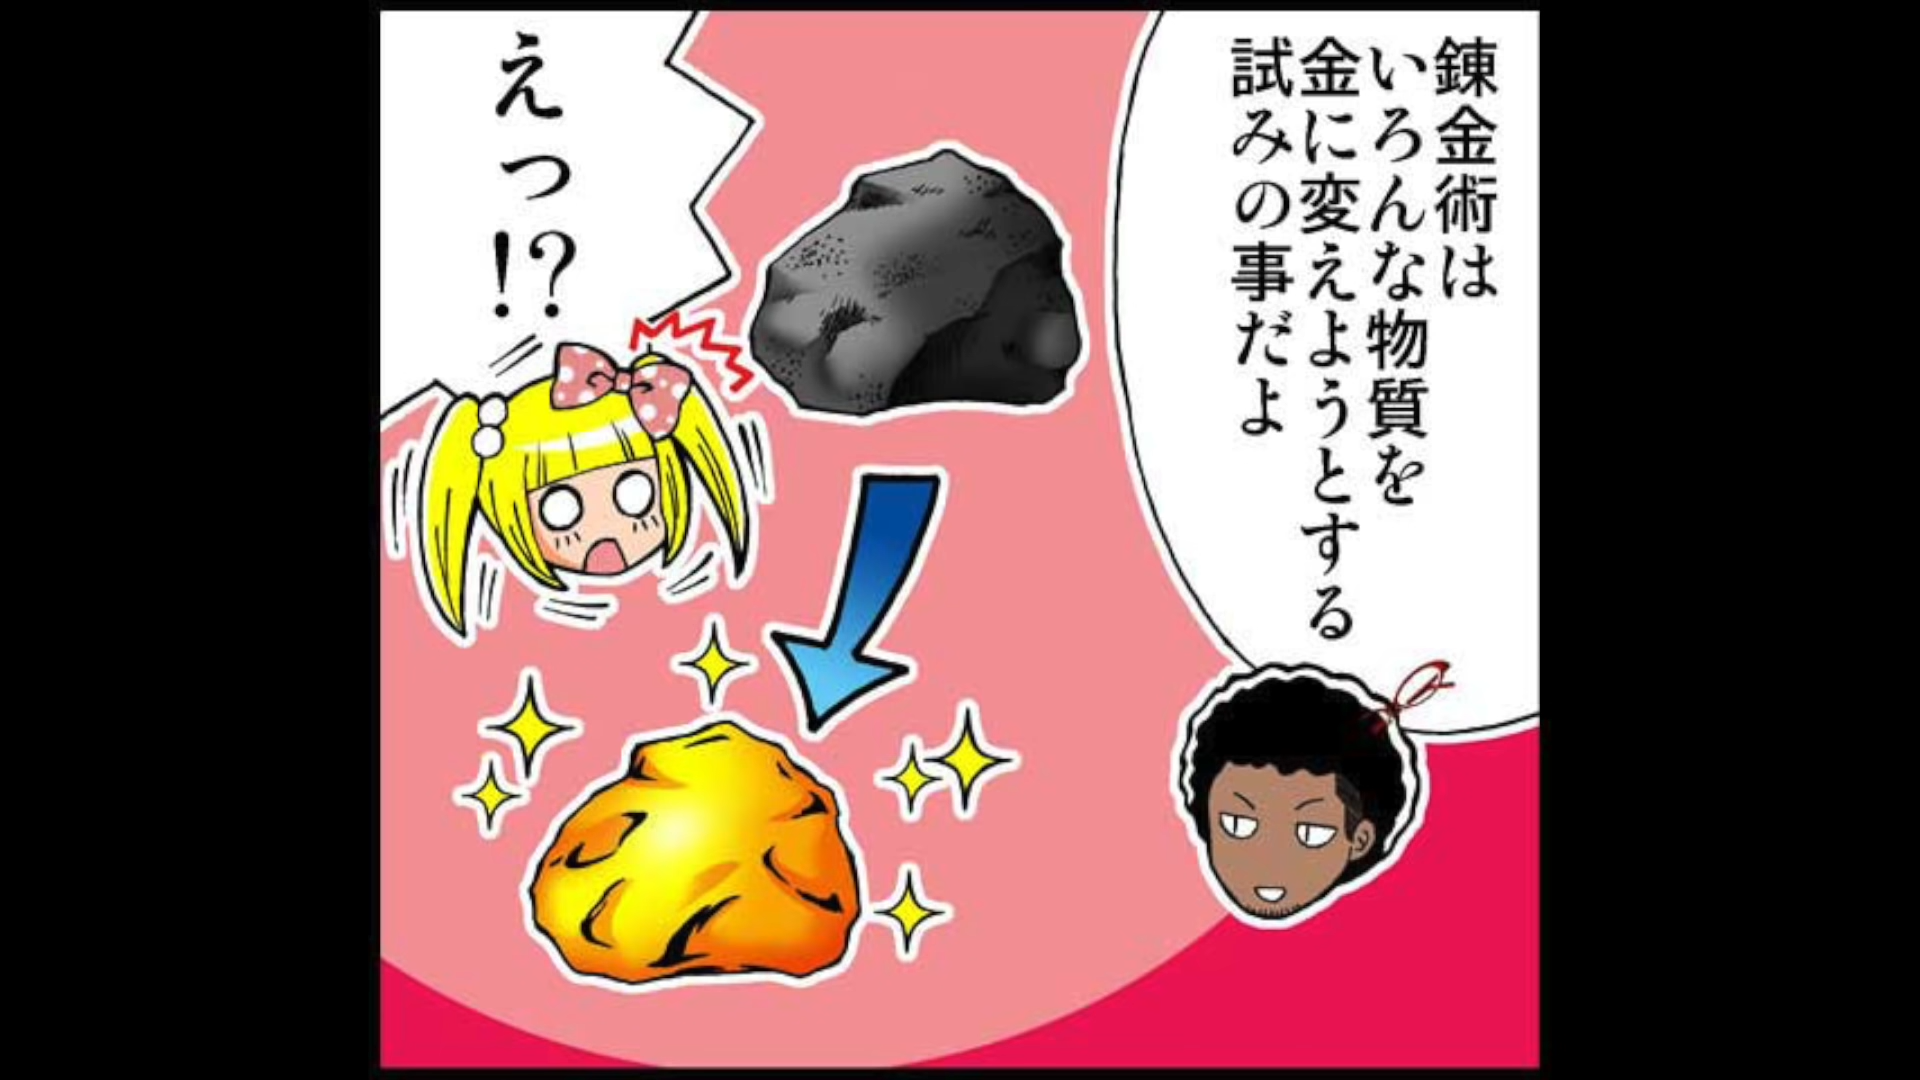 錬金術は
いろんな物質を
金に変えようとする
試みの事だよ
えっ!?